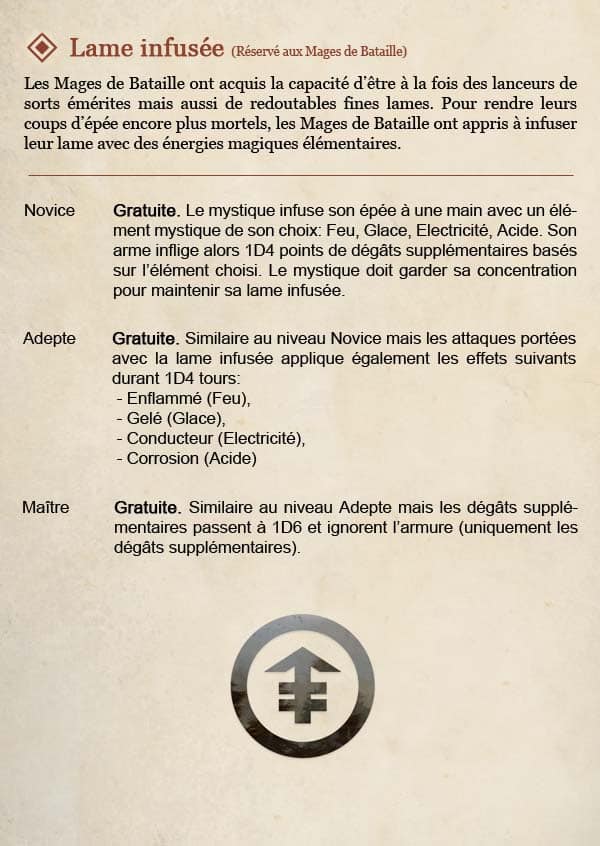 Lame infusée (Réservé aux Mages de Bataille)
Les Mages de Bataille ont acquis la capacité d'être à la fois des lanceurs de
sorts émérites mais aussi de redoutables fines lames. Pour rendre leurs
coups d'épée encore plus mortels, les Mages de Bataille ont appris à infuser
leur lame avec des énergies magiques élémentaires.
Novice Gratuite. Le mystique infuse son épée à une main avec un élé-
ment mystique de son choix: Feu, Glace, Electricité, Acide. Son
arme inflige alors 1D4 points de dégâts supplémentaires basés
sur l'élément choisi. Le mystique doit garder sa concentration
pour maintenir sa lame infusée.
Adepte Gratuite. Similaire au niveau Novice mais les attaques portées
avec la lame infusée applique également les effets suivants
durant 1D4 tours:
- Enflammé (Feu),
- Gelé (Glace),
- Conducteur (Electricité),
- Corrosion (Acide)
Maître Gratuite. Similaire au niveau Adepte mais les dégâts supplé-
mentaires passent à 1D6 et ignorent l'armure (uniquement les
dégâts supplémentaires).